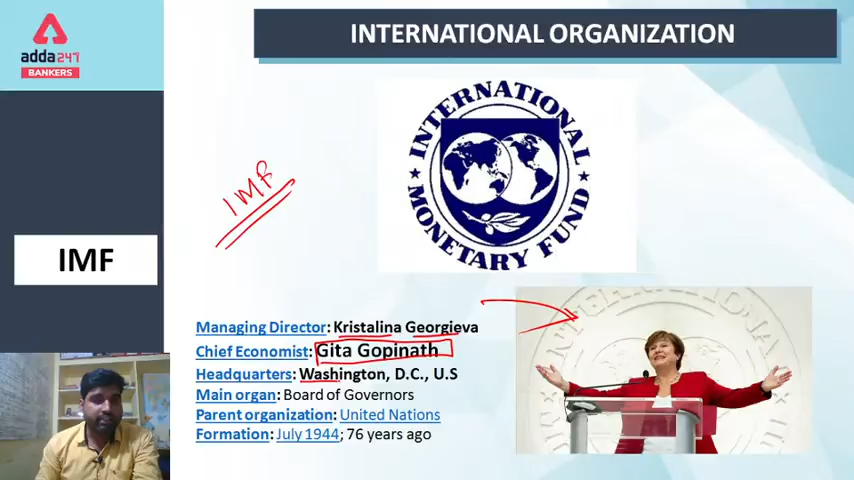 adda247
BANKERS
INTERNATIONAL ORGANIZATION
INTERNATIONAL
MONETARY FUND
IMF
IMF
Managing Director: Kristalina Georgieva
Chief Economist: Gita Gopinath
Headquarters: Washington, D.C., U.S
Main organ: Board of Governors
Parent organization: United Nations
Formation: July 1944; 76 years ago
INTERNATIONAL